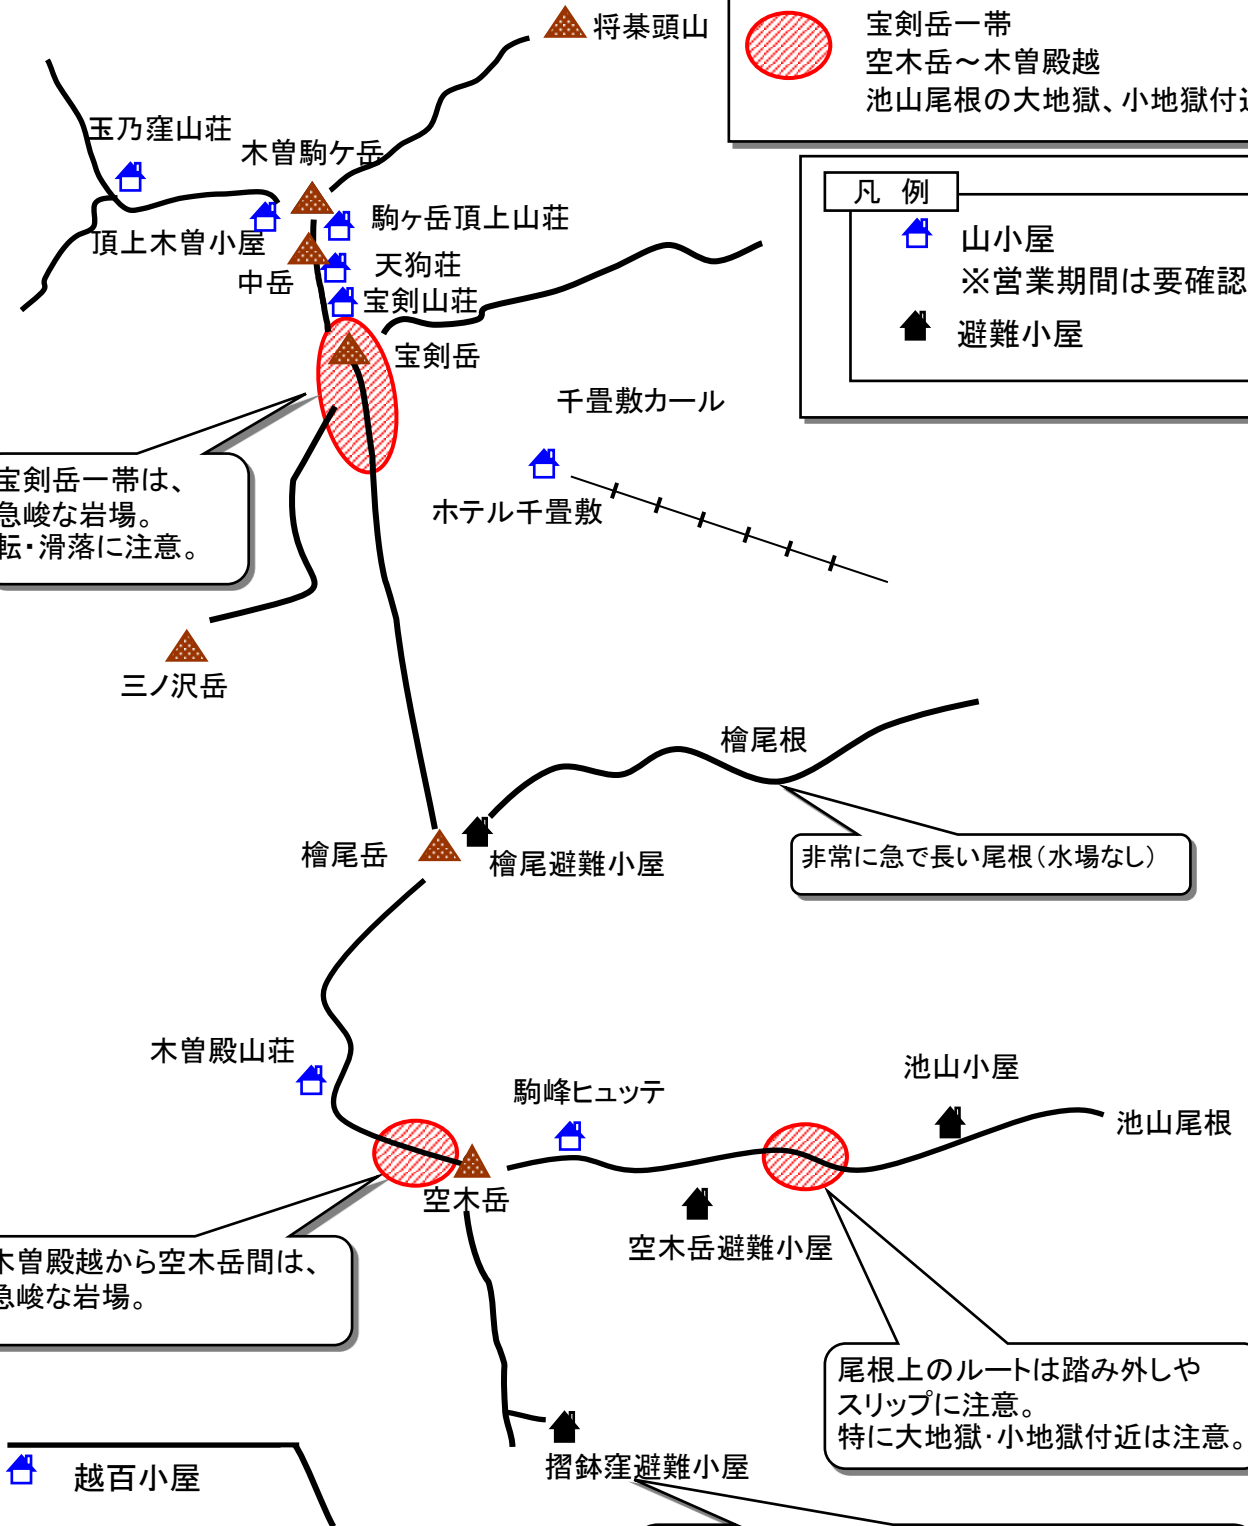 将棊頭山
宝剣岳一帯
空木岳～木曽殿越
池山尾根の大地獄、小地獄付近
玉乃窪山荘
木曽駒ケ岳
凡 例
山小屋
※営業期間は要確認
避難小屋
駒ヶ岳頂上山荘
頂上木曽小屋
天狗荘
中岳
宝剣山荘
宝剣岳
千畳敷カール
宝剣岳一帯は、
急峻な岩場。
転・滑落に注意。
ホテル千畳敷
三ノ沢岳
檜尾根
檜尾岳
檜尾避難小屋
非常に急で長い尾根（水場なし）
木曽殿山荘
駒峰ヒュッテ
池山小屋
池山尾根
空木岳
空木岳避難小屋
木曽殿越から空木岳間は、
急峻な岩場。
尾根上のルートは踏み外しや
スリップに注意。
特に大地獄・小地獄付近は注意。
摺鉢窪避難小屋
越百小屋